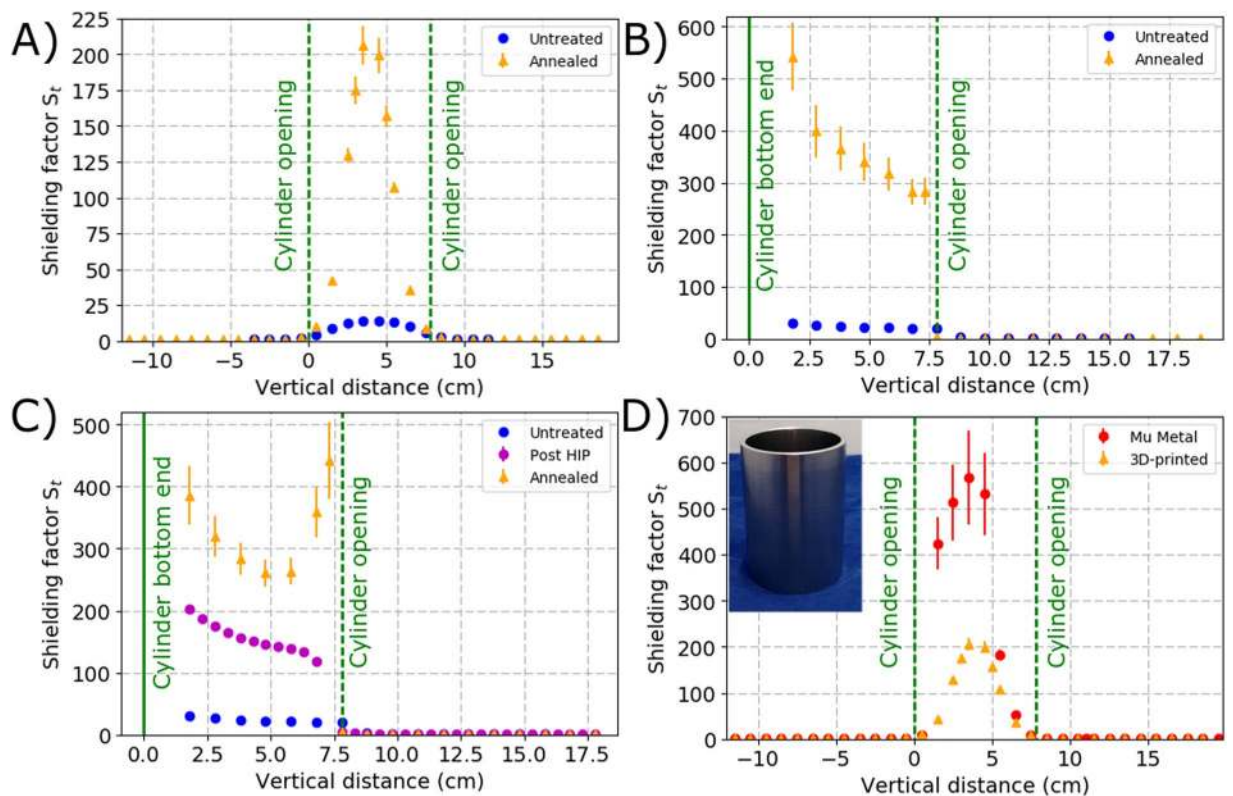 A)
225
200
175
150
125
100
75
50
25
0
Shielding factor St
Cylinder opening
Cylinder opening
Untreated
Annealed
−10
−5
0
5
10
15
Vertical distance (cm)
B)
600
500
400
300
200
100
0
Shielding factor St
Cylinder bottom end
Cylinder opening
Untreated
Annealed
0.0
2.5
5.0
7.5
10.0
12.5
15.0
17.5
Vertical distance (cm)
C)
500
400
300
200
100
0
Shielding factor St
Cylinder bottom end
Cylinder opening
Untreated
Post HIP
Annealed
0.0
2.5
5.0
7.5
10.0
12.5
15.0
17.5
Vertical distance (cm)
D)
700
600
500
400
300
200
100
0
Shielding factor St
Cylinder opening
Cylinder opening
Mu Metal
3D-printed
−10
−5
0
5
10
15
Vertical distance (cm)